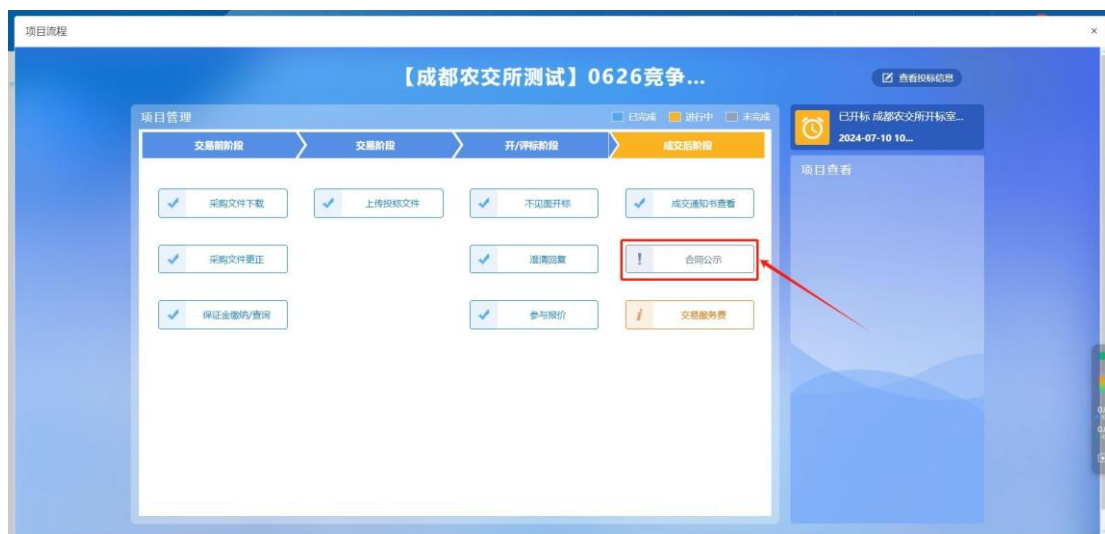 项目流程
×
【成都农交所测试】0626竞争...
查看投标信息
项目管理
已完成 进行中 未完成
交易前阶段 交易阶段 开/评标阶段 成交后阶段
采购文件下载 上传投标文件 不见面开标 成交通知书查看
采购文件更正 澄清回复 合同公示
保证金缴纳/查询 参与报价 交易服务费
已开标 成都农交所开标室...
2024-07-10 10...
项目查看